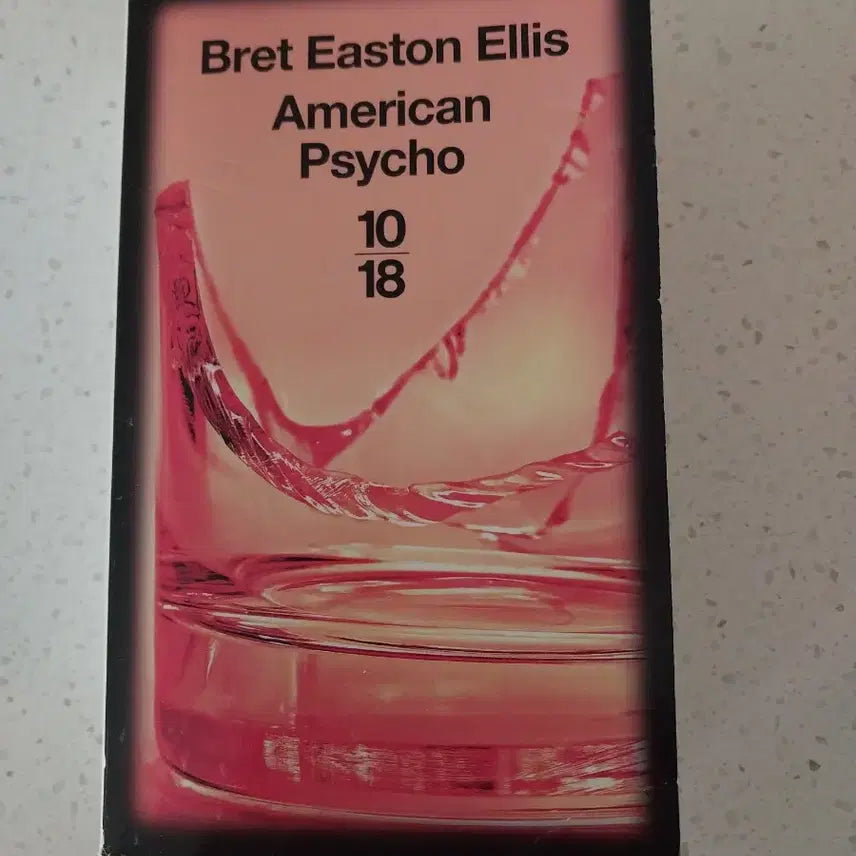 Bret Easton Ellis
American
Psycho
10
18